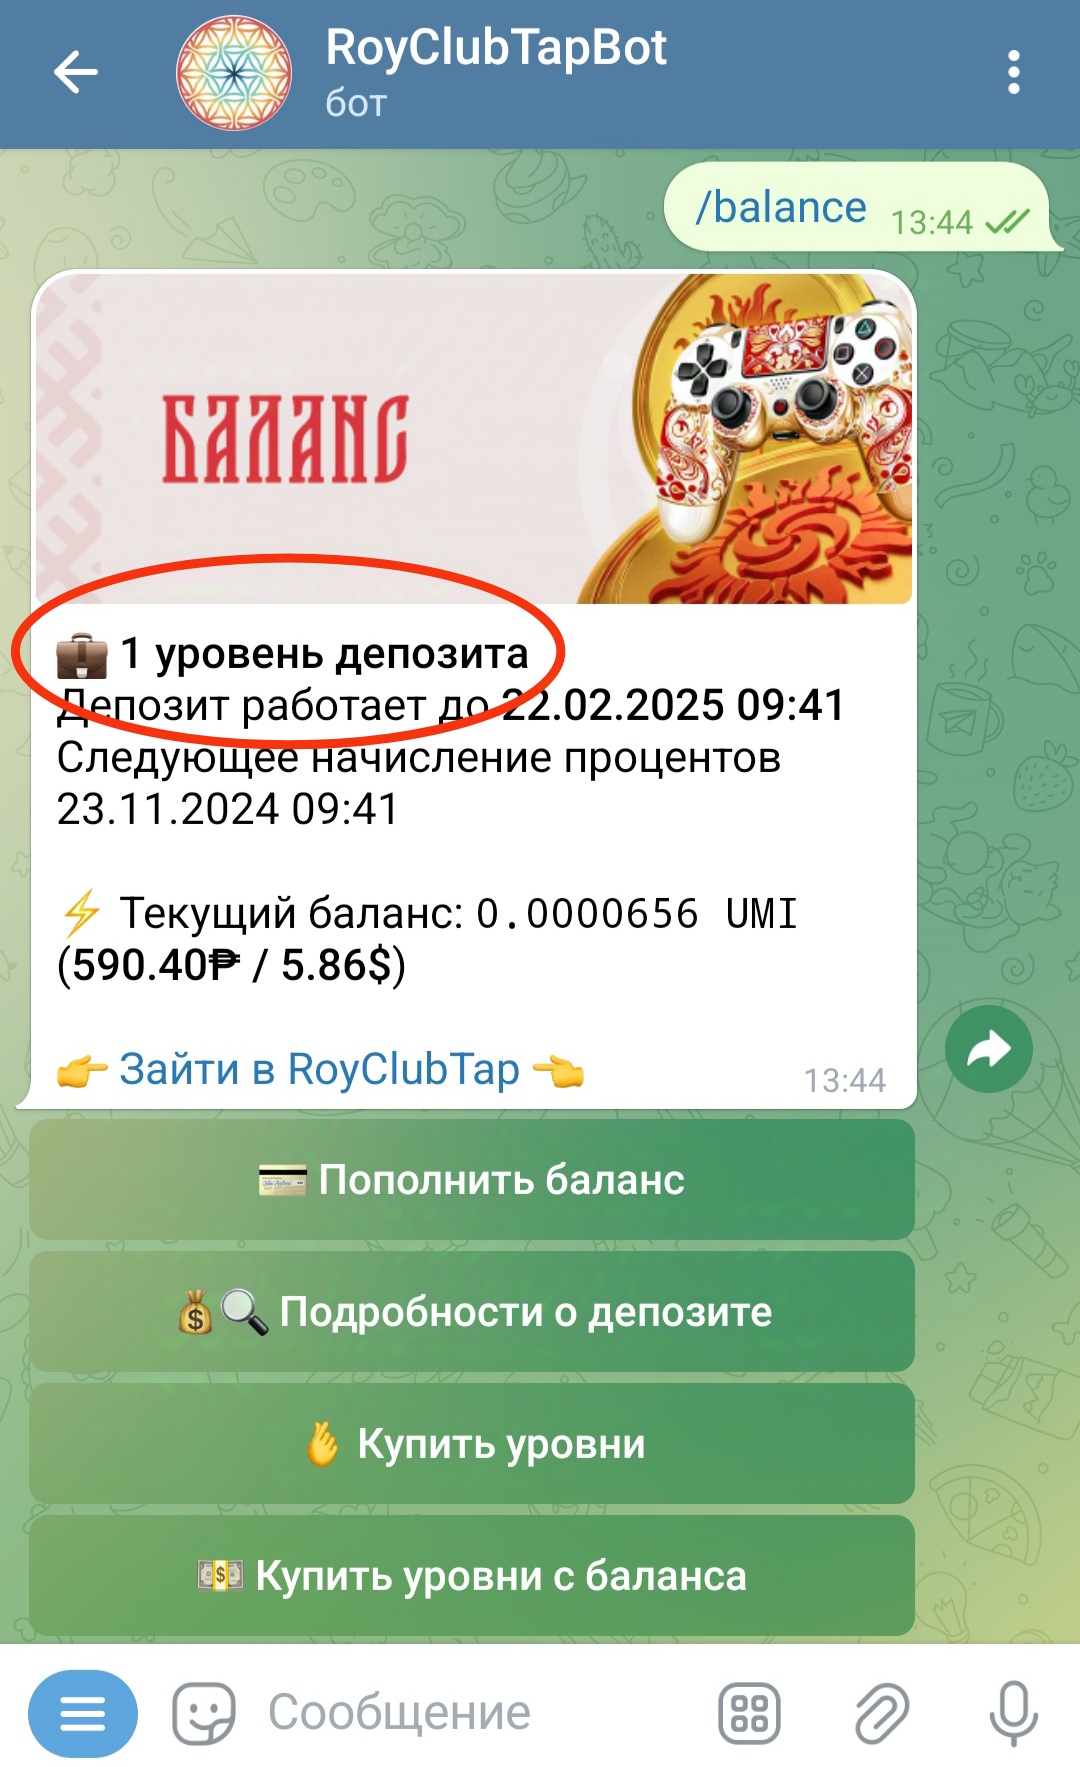 RoyClubTapBot
бот
/balance 13:44
БАЛАНС
1 уровень депозита
Депозит работает до 22.02.2025 09:41
Следующее начисление процентов
23.11.2024 09:41
Текущий баланс: 0.0000656 UMI
(590.40₱ / 5.86$)
Зайти в RoyClubTap
13:44
Пополнить баланс
Подробности о депозите
Купить уровни
Купить уровни с баланса
Сообщение